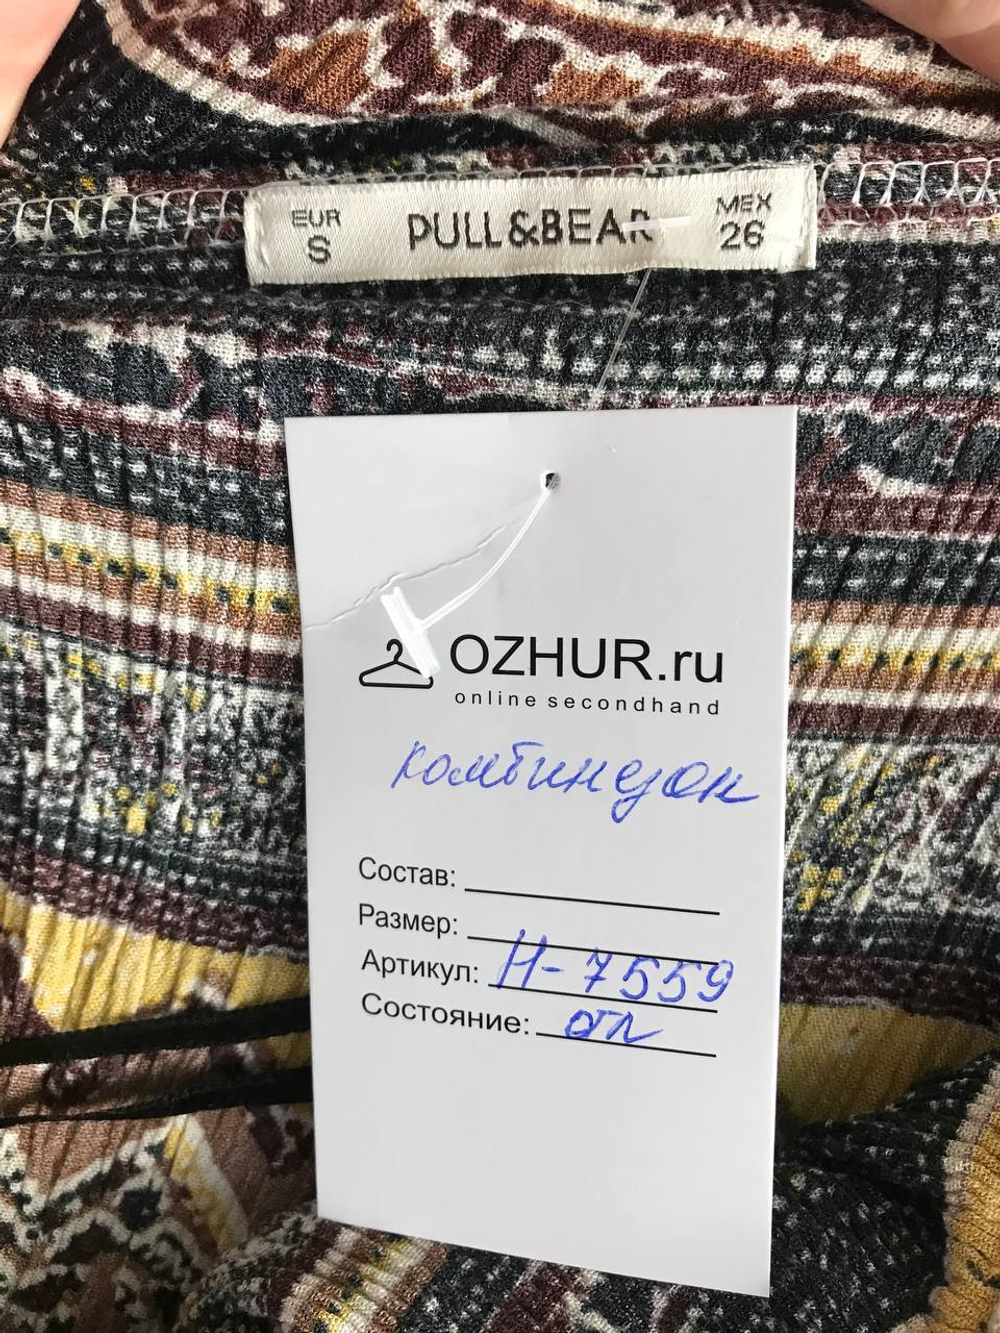 EUR
S
PULL&BEAR
MEX
26
OZHUR.ru
online secondhand
комбинезон
Состав:
Размер:
Артикул: Н-7559
Состояние: отл